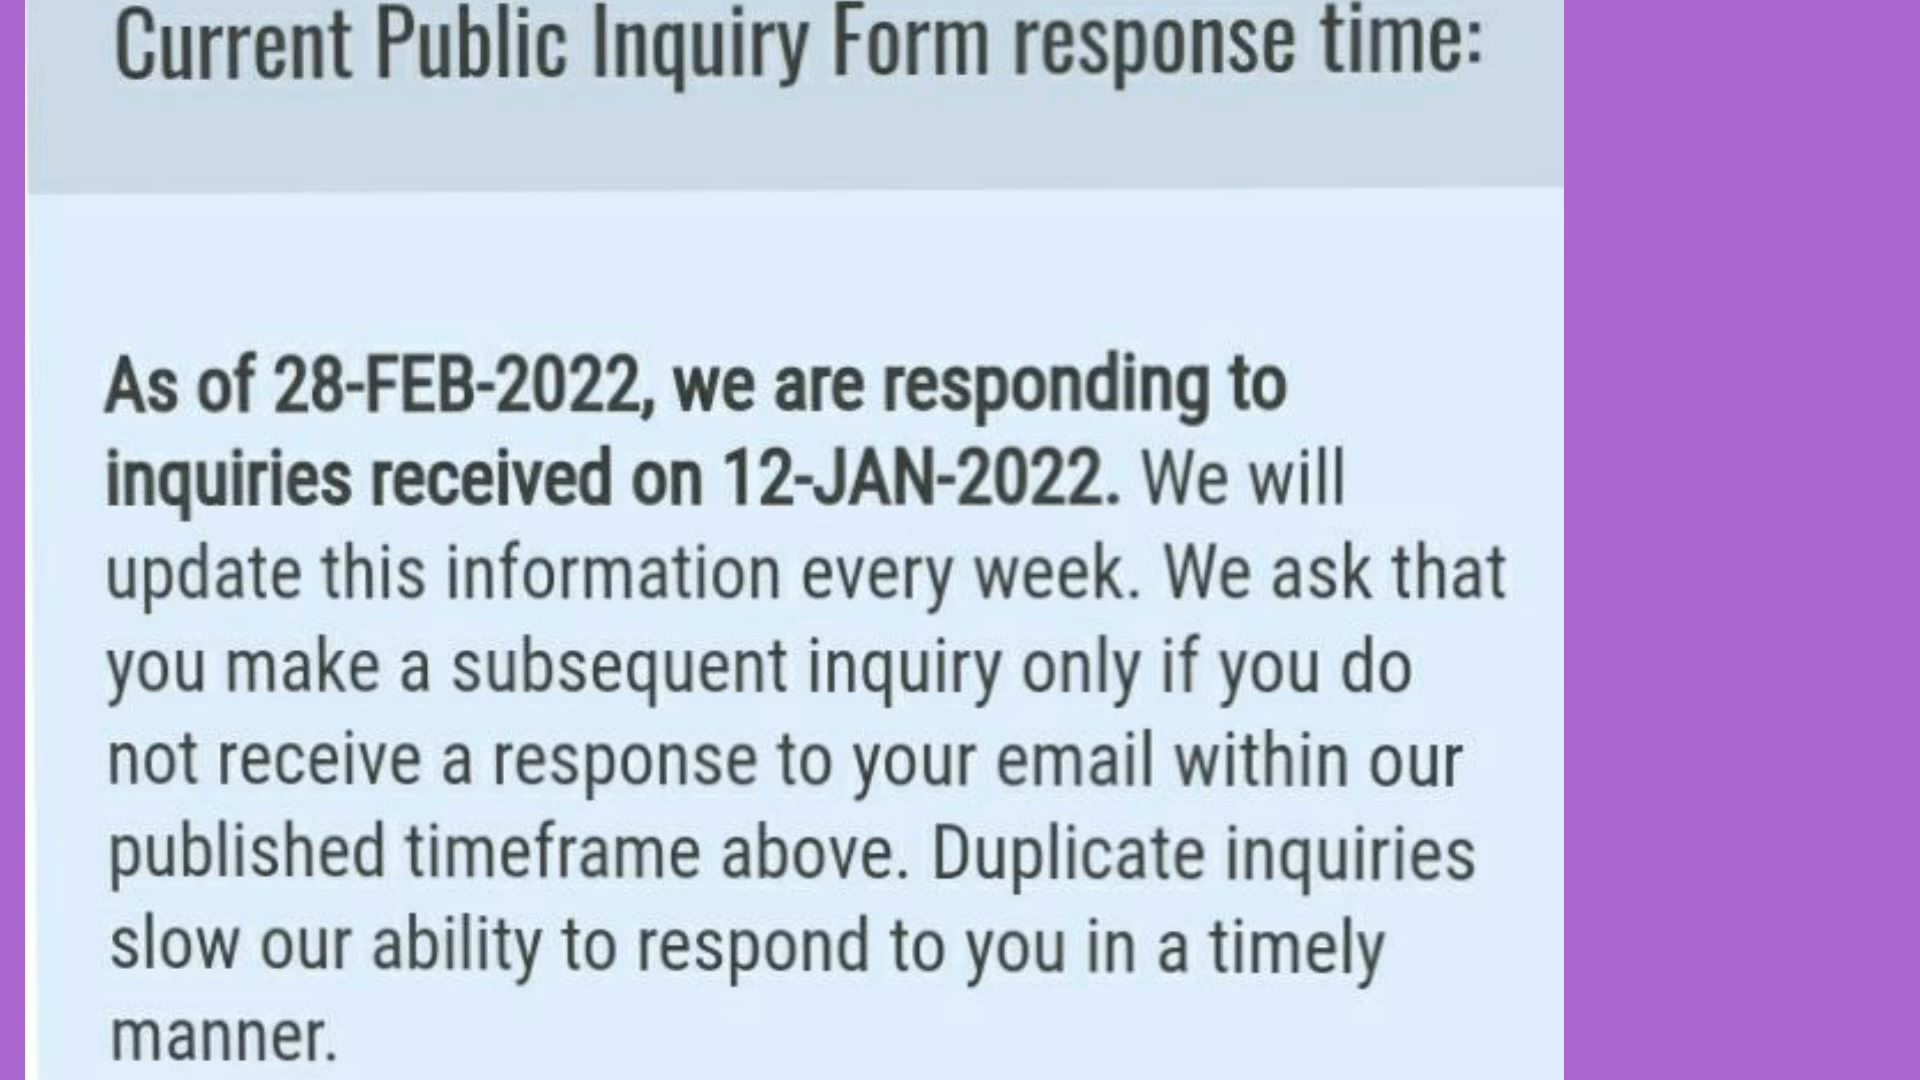 Current Public Inquiry Form response time:
As of 28-FEB-2022, we are responding to
inquiries received on 12-JAN-2022. We will
update this information every week. We ask that
you make a subsequent inquiry only if you do
not receive a response to your email within our
published timeframe above. Duplicate inquiries
slow our ability to respond to you in a timely
manner.